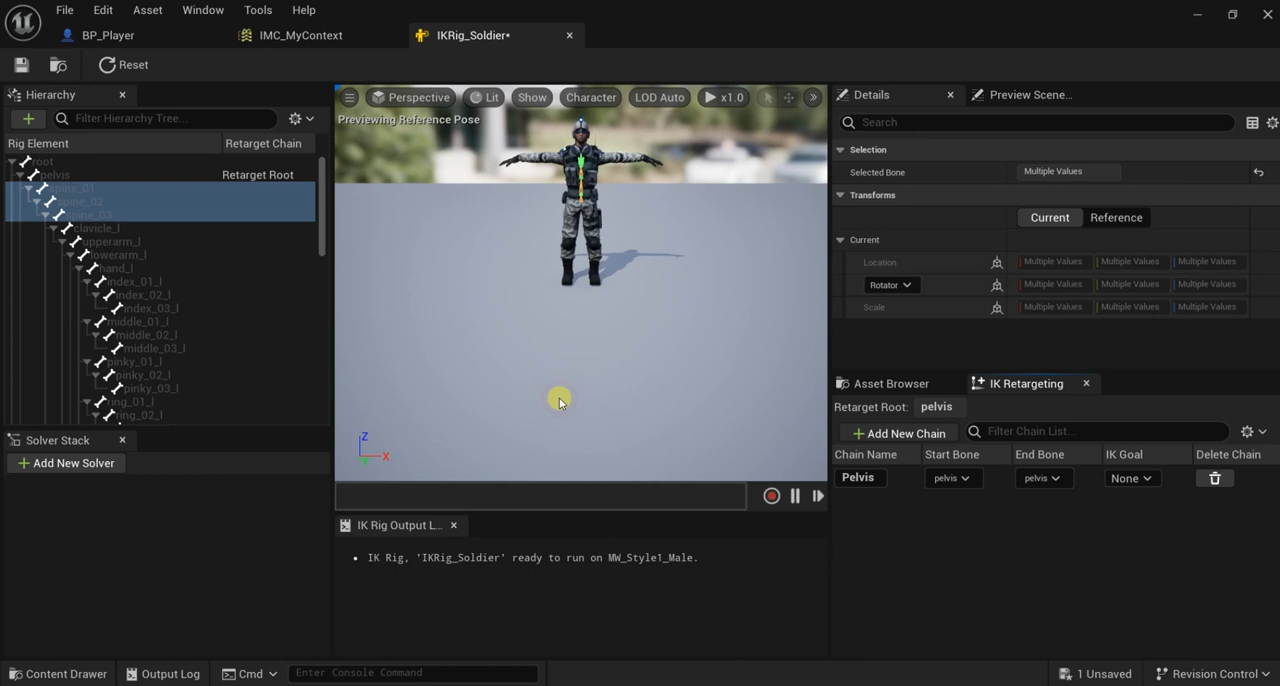 File Edit Asset Window Tools Help
BP_Player IMC_MyContext IKRig_Soldier*
Reset
Hierarchy
Filter Hierarchy Tree...
Rig Element Retarget Chain
root
pelvis Retarget Root
spine_01
spine_02
spine_03
clavicle_l
upperarm_l
lowerarm_l
hand_l
index_01_l
index_02_l
index_03_l
middle_01_l
middle_02_l
middle_03_l
pinky_01_l
pinky_02_l
pinky_03_l
ring_01_l
ring_02_l
Solver Stack
Add New Solver
Perspective Lit Show Character LOD Auto x1.0
Previewing Reference Pose
Z
X
IK Rig Output L...
• IK Rig, 'IKRig_Soldier' ready to run on MW_Style1_Male.
Details Preview Scene...
Search
Selection
Selected Bone Multiple Values
Transforms
Current Reference
Current
Location Multiple Values Multiple Values Multiple Values
Rotator Multiple Values Multiple Values Multiple Values
Scale Multiple Values Multiple Values Multiple Values
Asset Browser IK Retargeting
Retarget Root: pelvis
Add New Chain Filter Chain List...
Chain Name Start Bone End Bone IK Goal Delete Chain
Pelvis pelvis pelvis None
Content Drawer Output Log Cmd Enter Console Command 1 Unsaved Revision Control